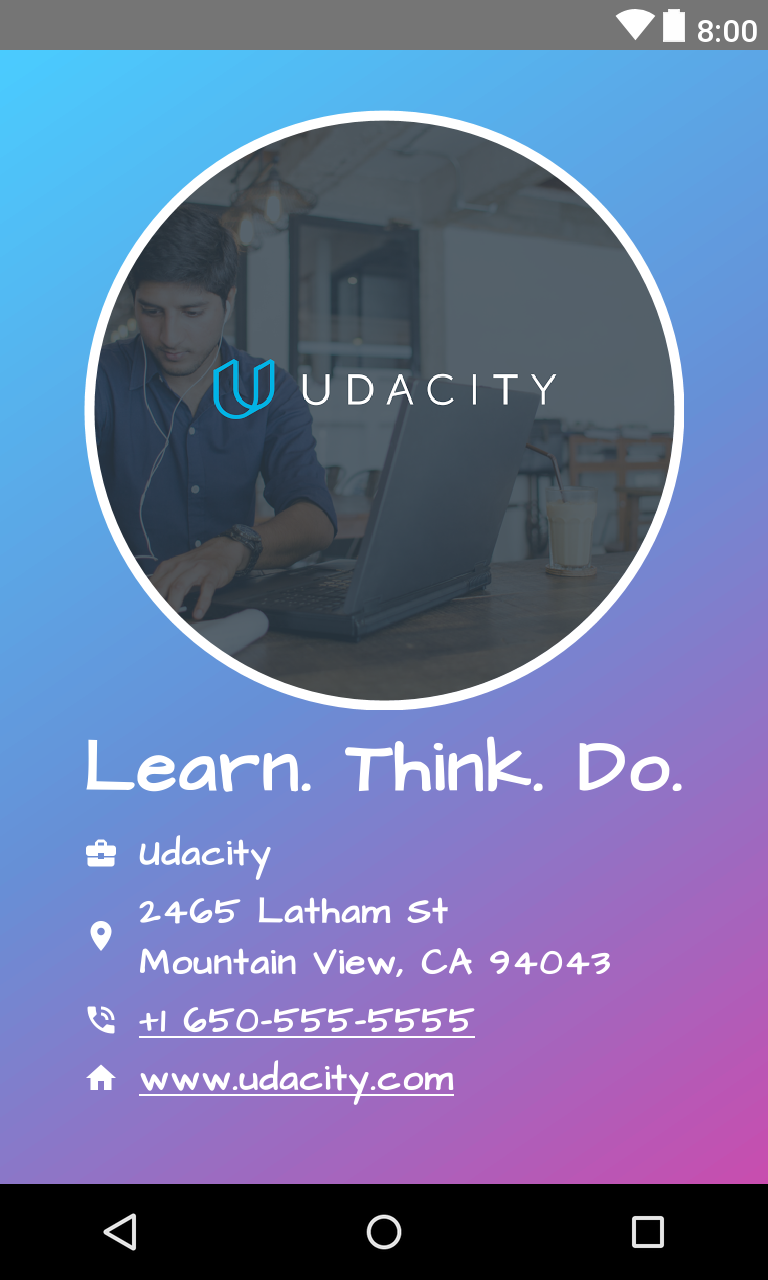 8:00
UDACITY
Learn. Think. Do.
Udacity
2465 Latham St
Mountain View, CA 94043
+1 650-555-5555
www.udacity.com